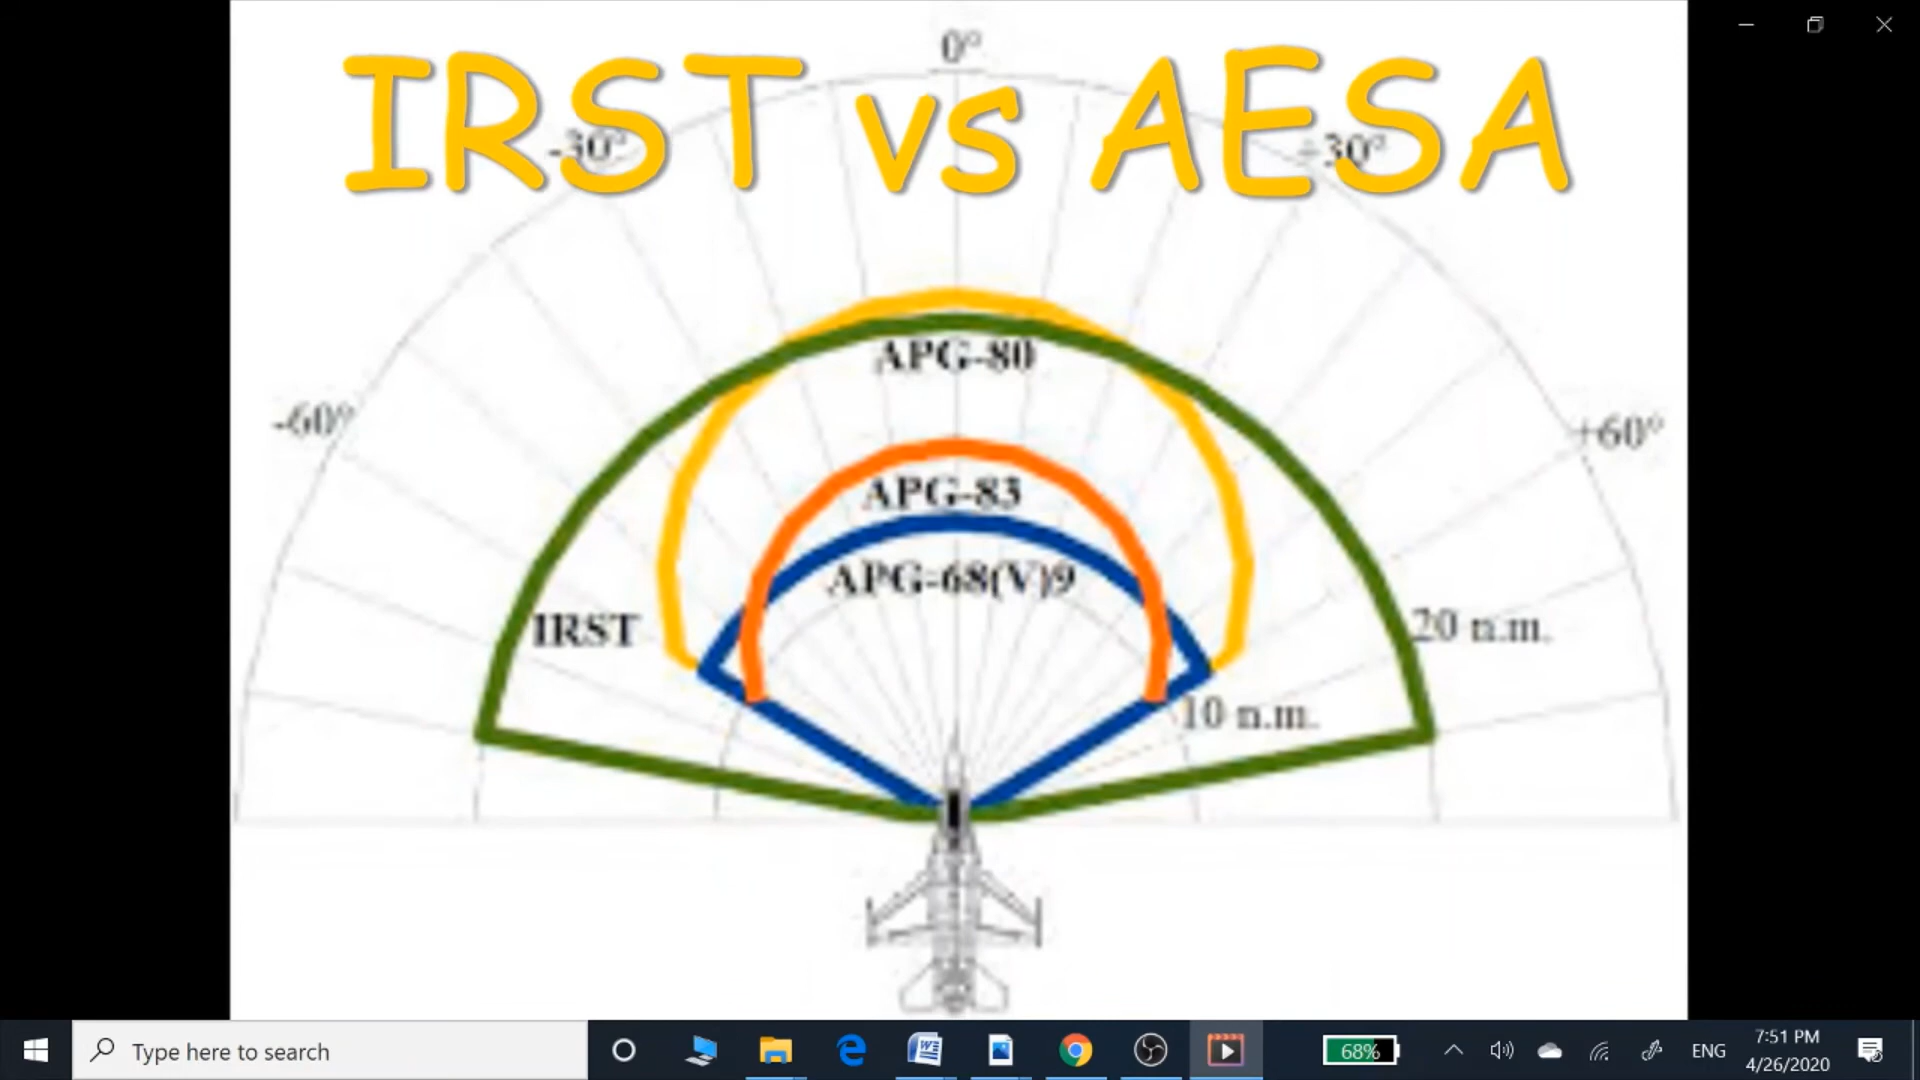 0°
IRST vs AESA
-30°
+30°
APG-80
-60°
+60°
APG-83
APG-68(V)9
IRST
20 n.m.
10 n.m.
Type here to search
68%
ENG
7:51 PM
4/26/2020